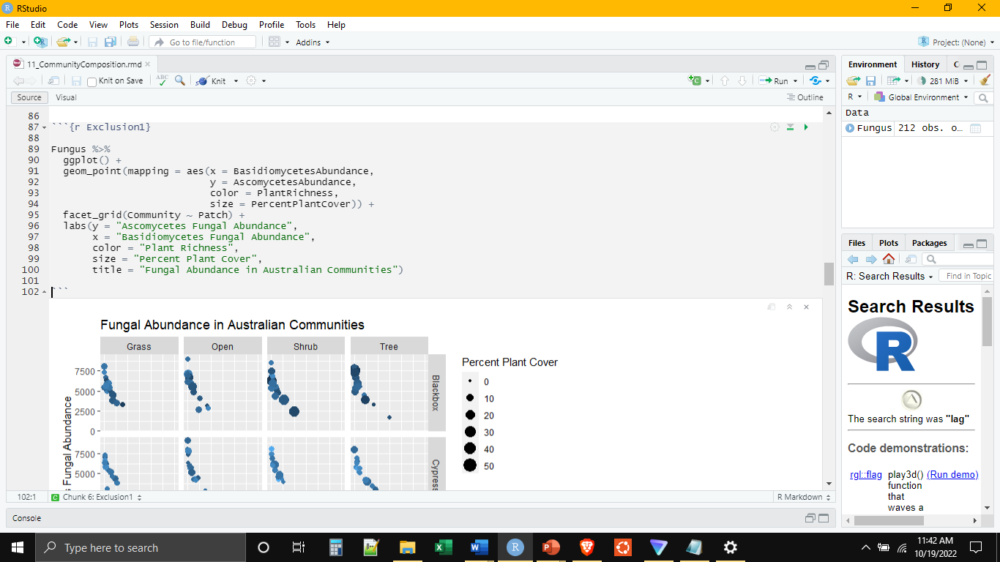 RStudio
File Edit Code View Plots Session Build Debug Profile Tools Help
Go to file/function Addins Project: (None)
11_CommunityComposition.rmd
Knit on Save ABC Knit Run
Source Visual Outline
86
87 ```{r Exclusion1}
88
89 Fungus %>%
90 ggplot() +
91 geom_point(mapping = aes(x = BasidiomycetesAbundance,
92 y = AscomycetesAbundance,
93 color = PlantRichness,
94 size = PercentPlantCover)) +
95 facet_grid(Community ~ Patch) +
96 labs(y = "Ascomycetes Fungal Abundance",
97 x = "Basidiomycetes Fungal Abundance",
98 color = "Plant Richness",
99 size = "Percent Plant Cover",
100 title = "Fungal Abundance in Australian Communities")
101
102 ```
Fungal Abundance in Australian Communities
Grass Open Shrub Tree
7500
5000
2500
0
Blackbox
7500
5000
Cypress
s Fungal Abundance
Percent Plant Cover
0
10
20
30
40
50
102:1 Chunk 6: Exclusion1 R Markdown
Console
Environment History C
281 MiB
R Global Environment
Data
Fungus 212 obs. o…
Files Plots Packages
R: Search Results Find in Topic
Search Results
R
The search string was "lag"
Code demonstrations:
rgl::flag play3d() (Run demo)
function
that
waves a
Type here to search
11:42 AM
10/19/2022